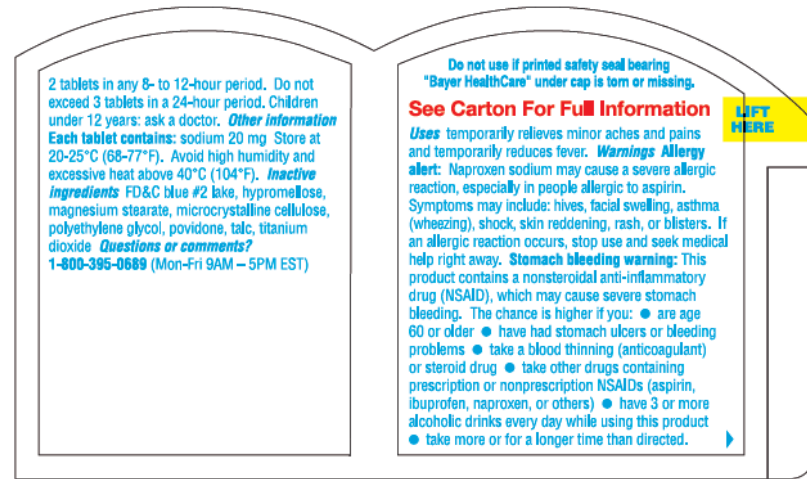 2 tablets in any 8- to 12-hour period. Do not
exceed 3 tablets in a 24-hour period. Children
under 12 years: ask a doctor. Other information
Each tablet contains: sodium 20 mg Store at
20-25°C (68-77°F). Avoid high humidity and
excessive heat above 40°C (104°F). Inactive
ingredients FD&C blue #2 lake, hypromellose,
magnesium stearate, microcrystalline cellulose,
polyethylene glycol, povidone, talc, titanium
dioxide Questions or comments?
1-800-395-0689 (Mon-Fri 9AM – 5PM EST)
Do not use if printed safety seal bearing
"Bayer HealthCare" under cap is torn or missing.
See Carton For Full Information
Uses temporarily relieves minor aches and pains
and temporarily reduces fever. Warnings Allergy
alert: Naproxen sodium may cause a severe allergic
reaction, especially in people allergic to aspirin.
Symptoms may include: hives, facial swelling, asthma
(wheezing), shock, skin reddening, rash, or blisters. If
an allergic reaction occurs, stop use and seek medical
help right away. Stomach bleeding warning: This
product contains a nonsteroidal anti-inflammatory
drug (NSAID), which may cause severe stomach
bleeding. The chance is higher if you: ● are age
60 or older ● have had stomach ulcers or bleeding
problems ● take a blood thinning (anticoagulant)
or steroid drug ● take other drugs containing
prescription or nonprescription NSAIDs (aspirin,
ibuprofen, naproxen, or others) ● have 3 or more
alcoholic drinks every day while using this product
● take more or for a longer time than directed.
LIFT
HERE